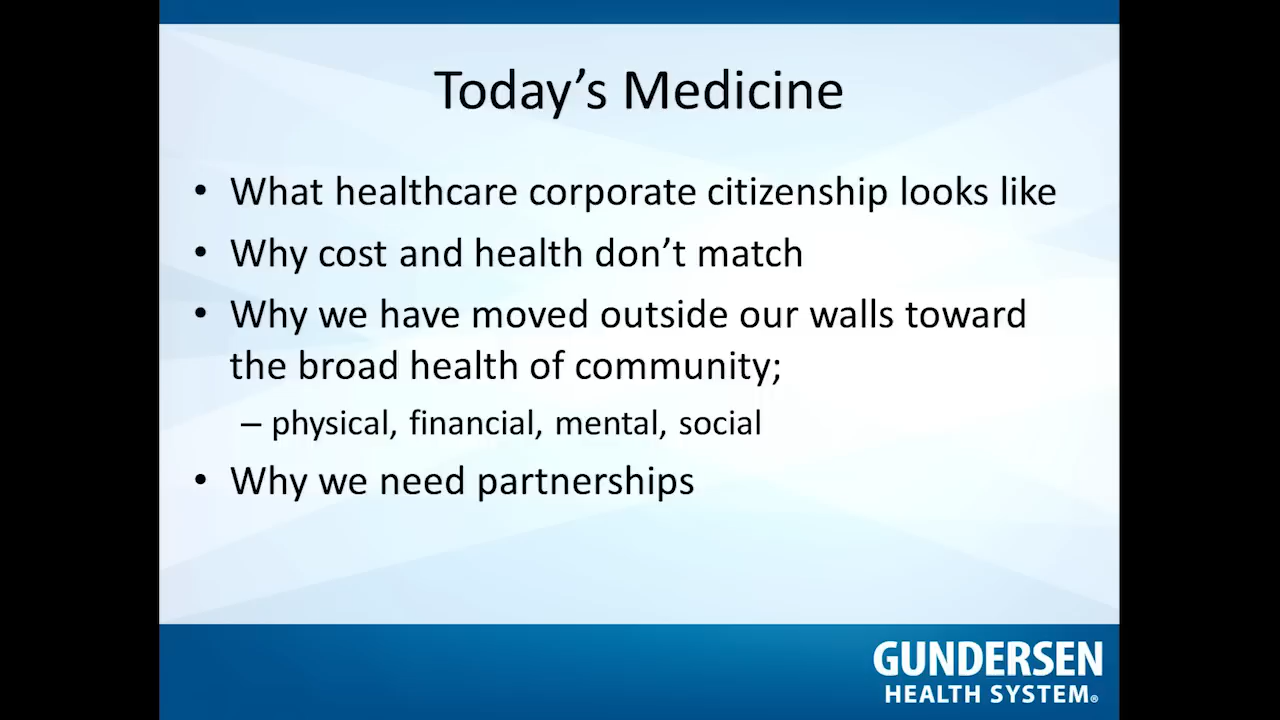 Today’s Medicine
• What healthcare corporate citizenship looks like
• Why cost and health don’t match
• Why we have moved outside our walls toward
the broad health of community;
– physical, financial, mental, social
• Why we need partnerships
GUNDERSEN
HEALTH SYSTEM®